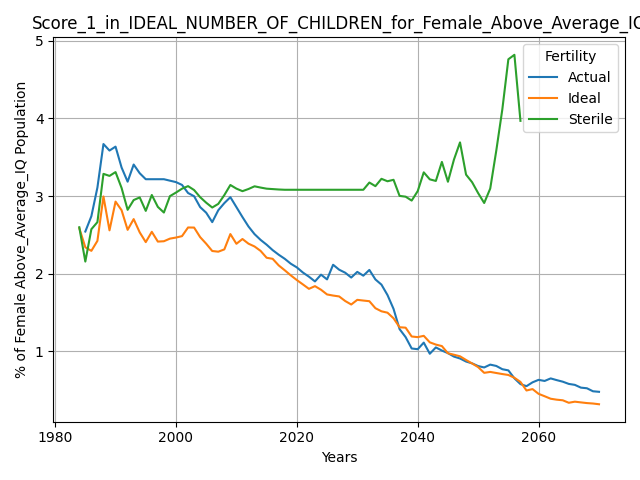 Score_1_in_IDEAL_NUMBER_OF_CHILDREN_for_Female_Above_Average_IQ
Fertility
Actual
Ideal
Sterile
% of Female Above_Average_IQ Population
5
4
3
2
1
1980
2000
2020
2040
2060
Years